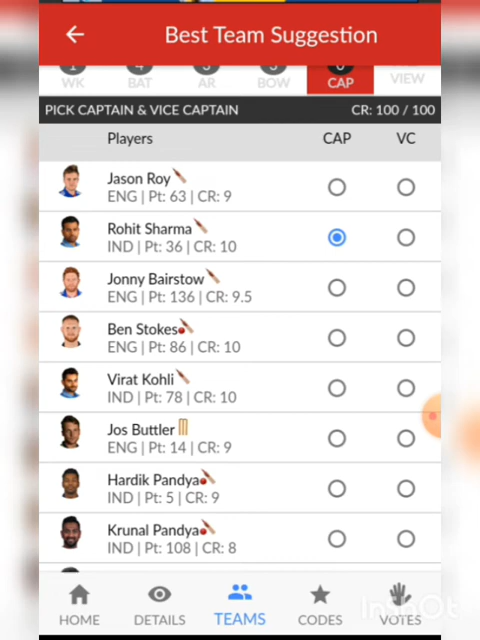 Best Team Suggestion
WK BAT AR BOW CAP VIEW
PICK CAPTAIN & VICE CAPTAIN CR: 100 / 100
Players CAP VC
Jason Roy
ENG | Pt: 63 | CR: 9
Rohit Sharma
IND | Pt: 36 | CR: 10
Jonny Bairstow
ENG | Pt: 136 | CR: 9.5
Ben Stokes
ENG | Pt: 86 | CR: 10
Virat Kohli
IND | Pt: 78 | CR: 10
Jos Buttler
ENG | Pt: 14 | CR: 9
Hardik Pandya
IND | Pt: 5 | CR: 9
Krunal Pandya
IND | Pt: 108 | CR: 8
HOME DETAILS TEAMS CODES VOTES
InShOt